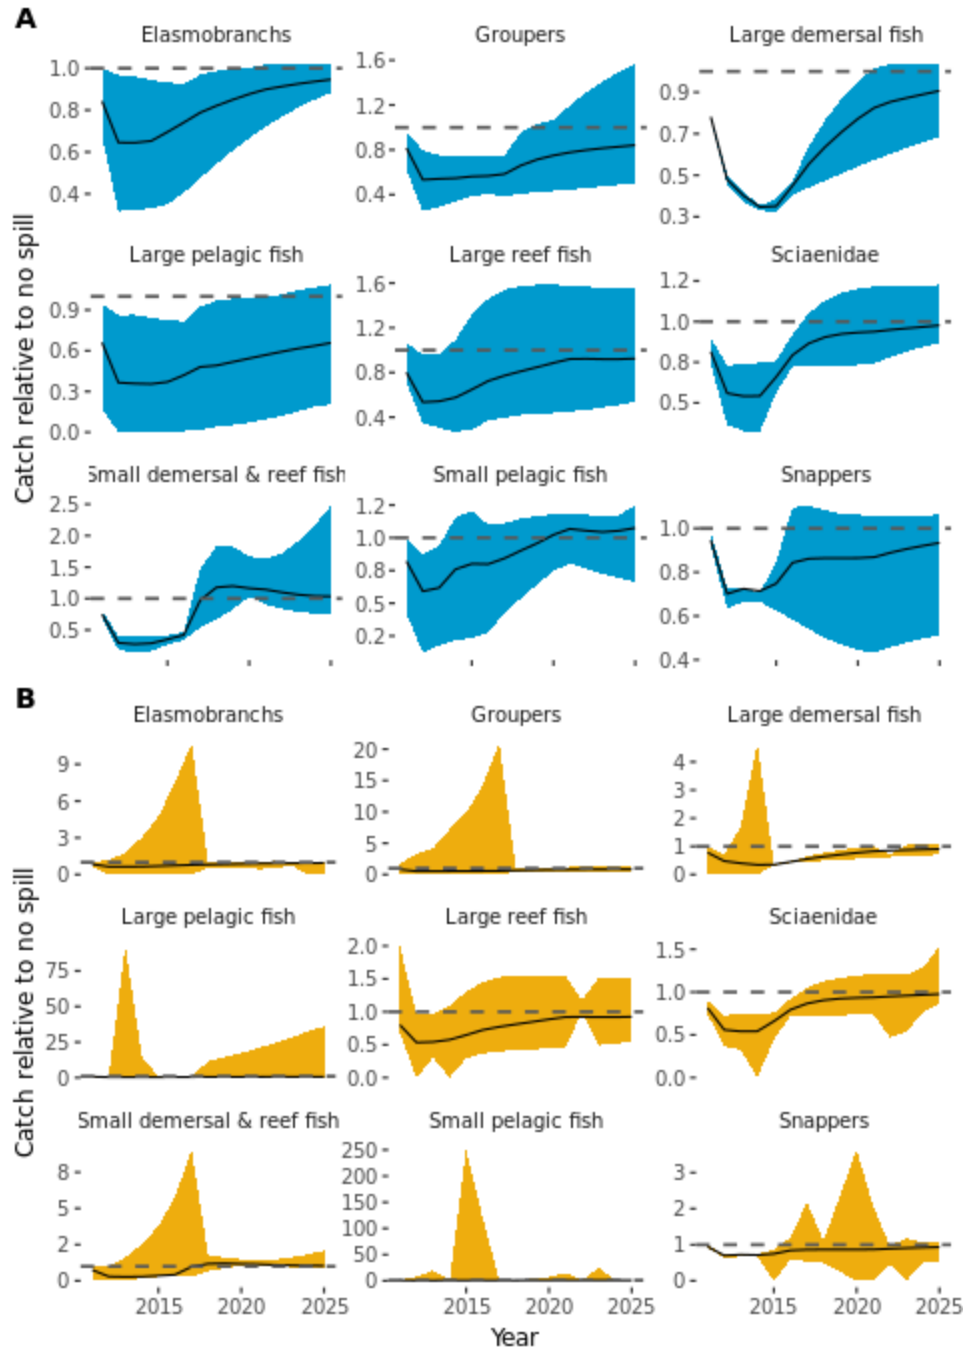 A
Elasmobranchs Groupers Large demersal fish
1.0 0.8 0.6 0.4
1.6 1.2 0.8 0.4
0.9 0.7 0.5 0.3
Catch relative to no spill
Large pelagic fish Large reef fish Sciaenidae
0.9 0.6 0.3 0.0
1.6 1.2 0.8 0.4
1.2 1.0 0.8 0.5
Small demersal & reef fish Small pelagic fish Snappers
2.5 2.0 1.5 1.0 0.5
1.2 1.0 0.8 0.5 0.2
1.0 0.8 0.6 0.4
B
Elasmobranchs Groupers Large demersal fish
9 6 3 0
20 15 10 5 0
4 3 2 1 0
Catch relative to no spill
Large pelagic fish Large reef fish Sciaenidae
75 50 25 0
2.0 1.5 1.0 0.5 0.0
1.5 1.0 0.5 0.0
Small demersal & reef fish Small pelagic fish Snappers
8 5 2 0
250 200 150 100 50 0
3 2 1 0
2015 2020 2025 2015 2020 2025 2015 2020 2025
Year